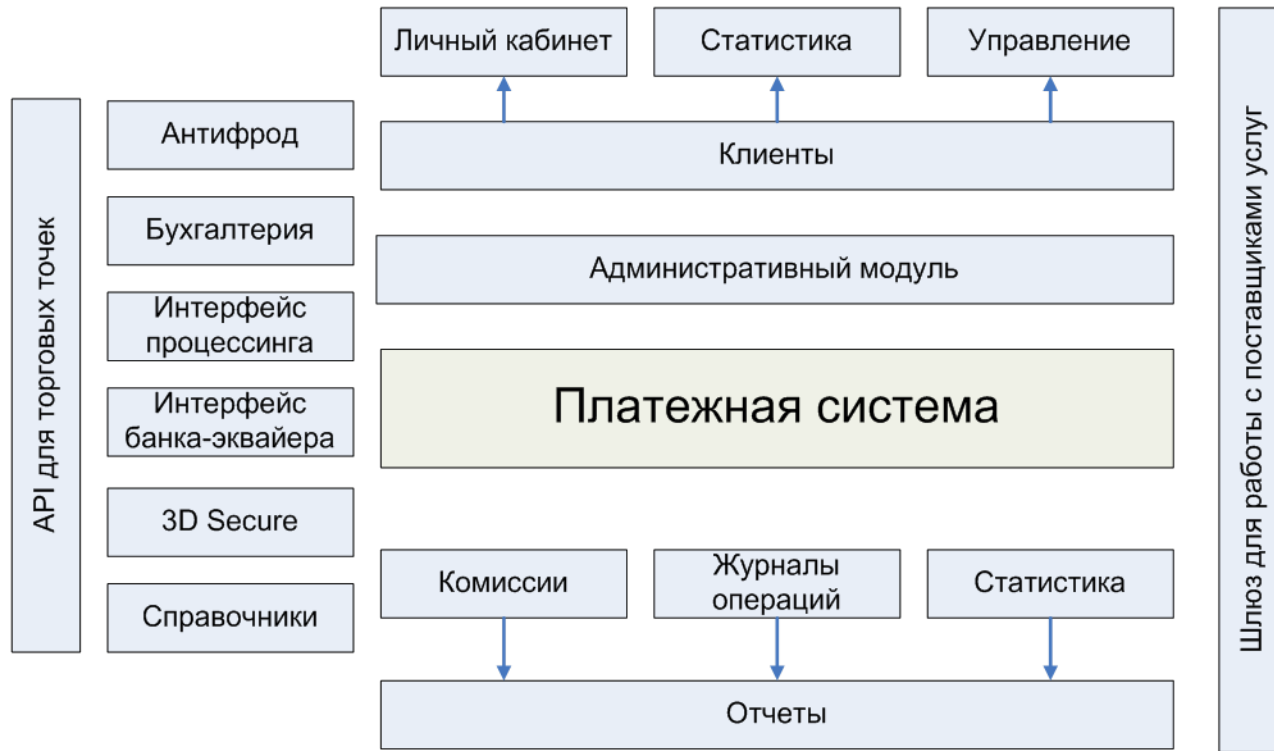 Личный кабинет
Статистика
Управление
Клиенты
Административный модуль
Платежная система
API для торговых точек
Антифрод
Бухгалтерия
Интерфейс
процессинга
Интерфейс
банка-эквайера
3D Secure
Справочники
Комиссии
Журналы
операций
Статистика
Отчеты
Шлюз для работы с поставщиками услуг